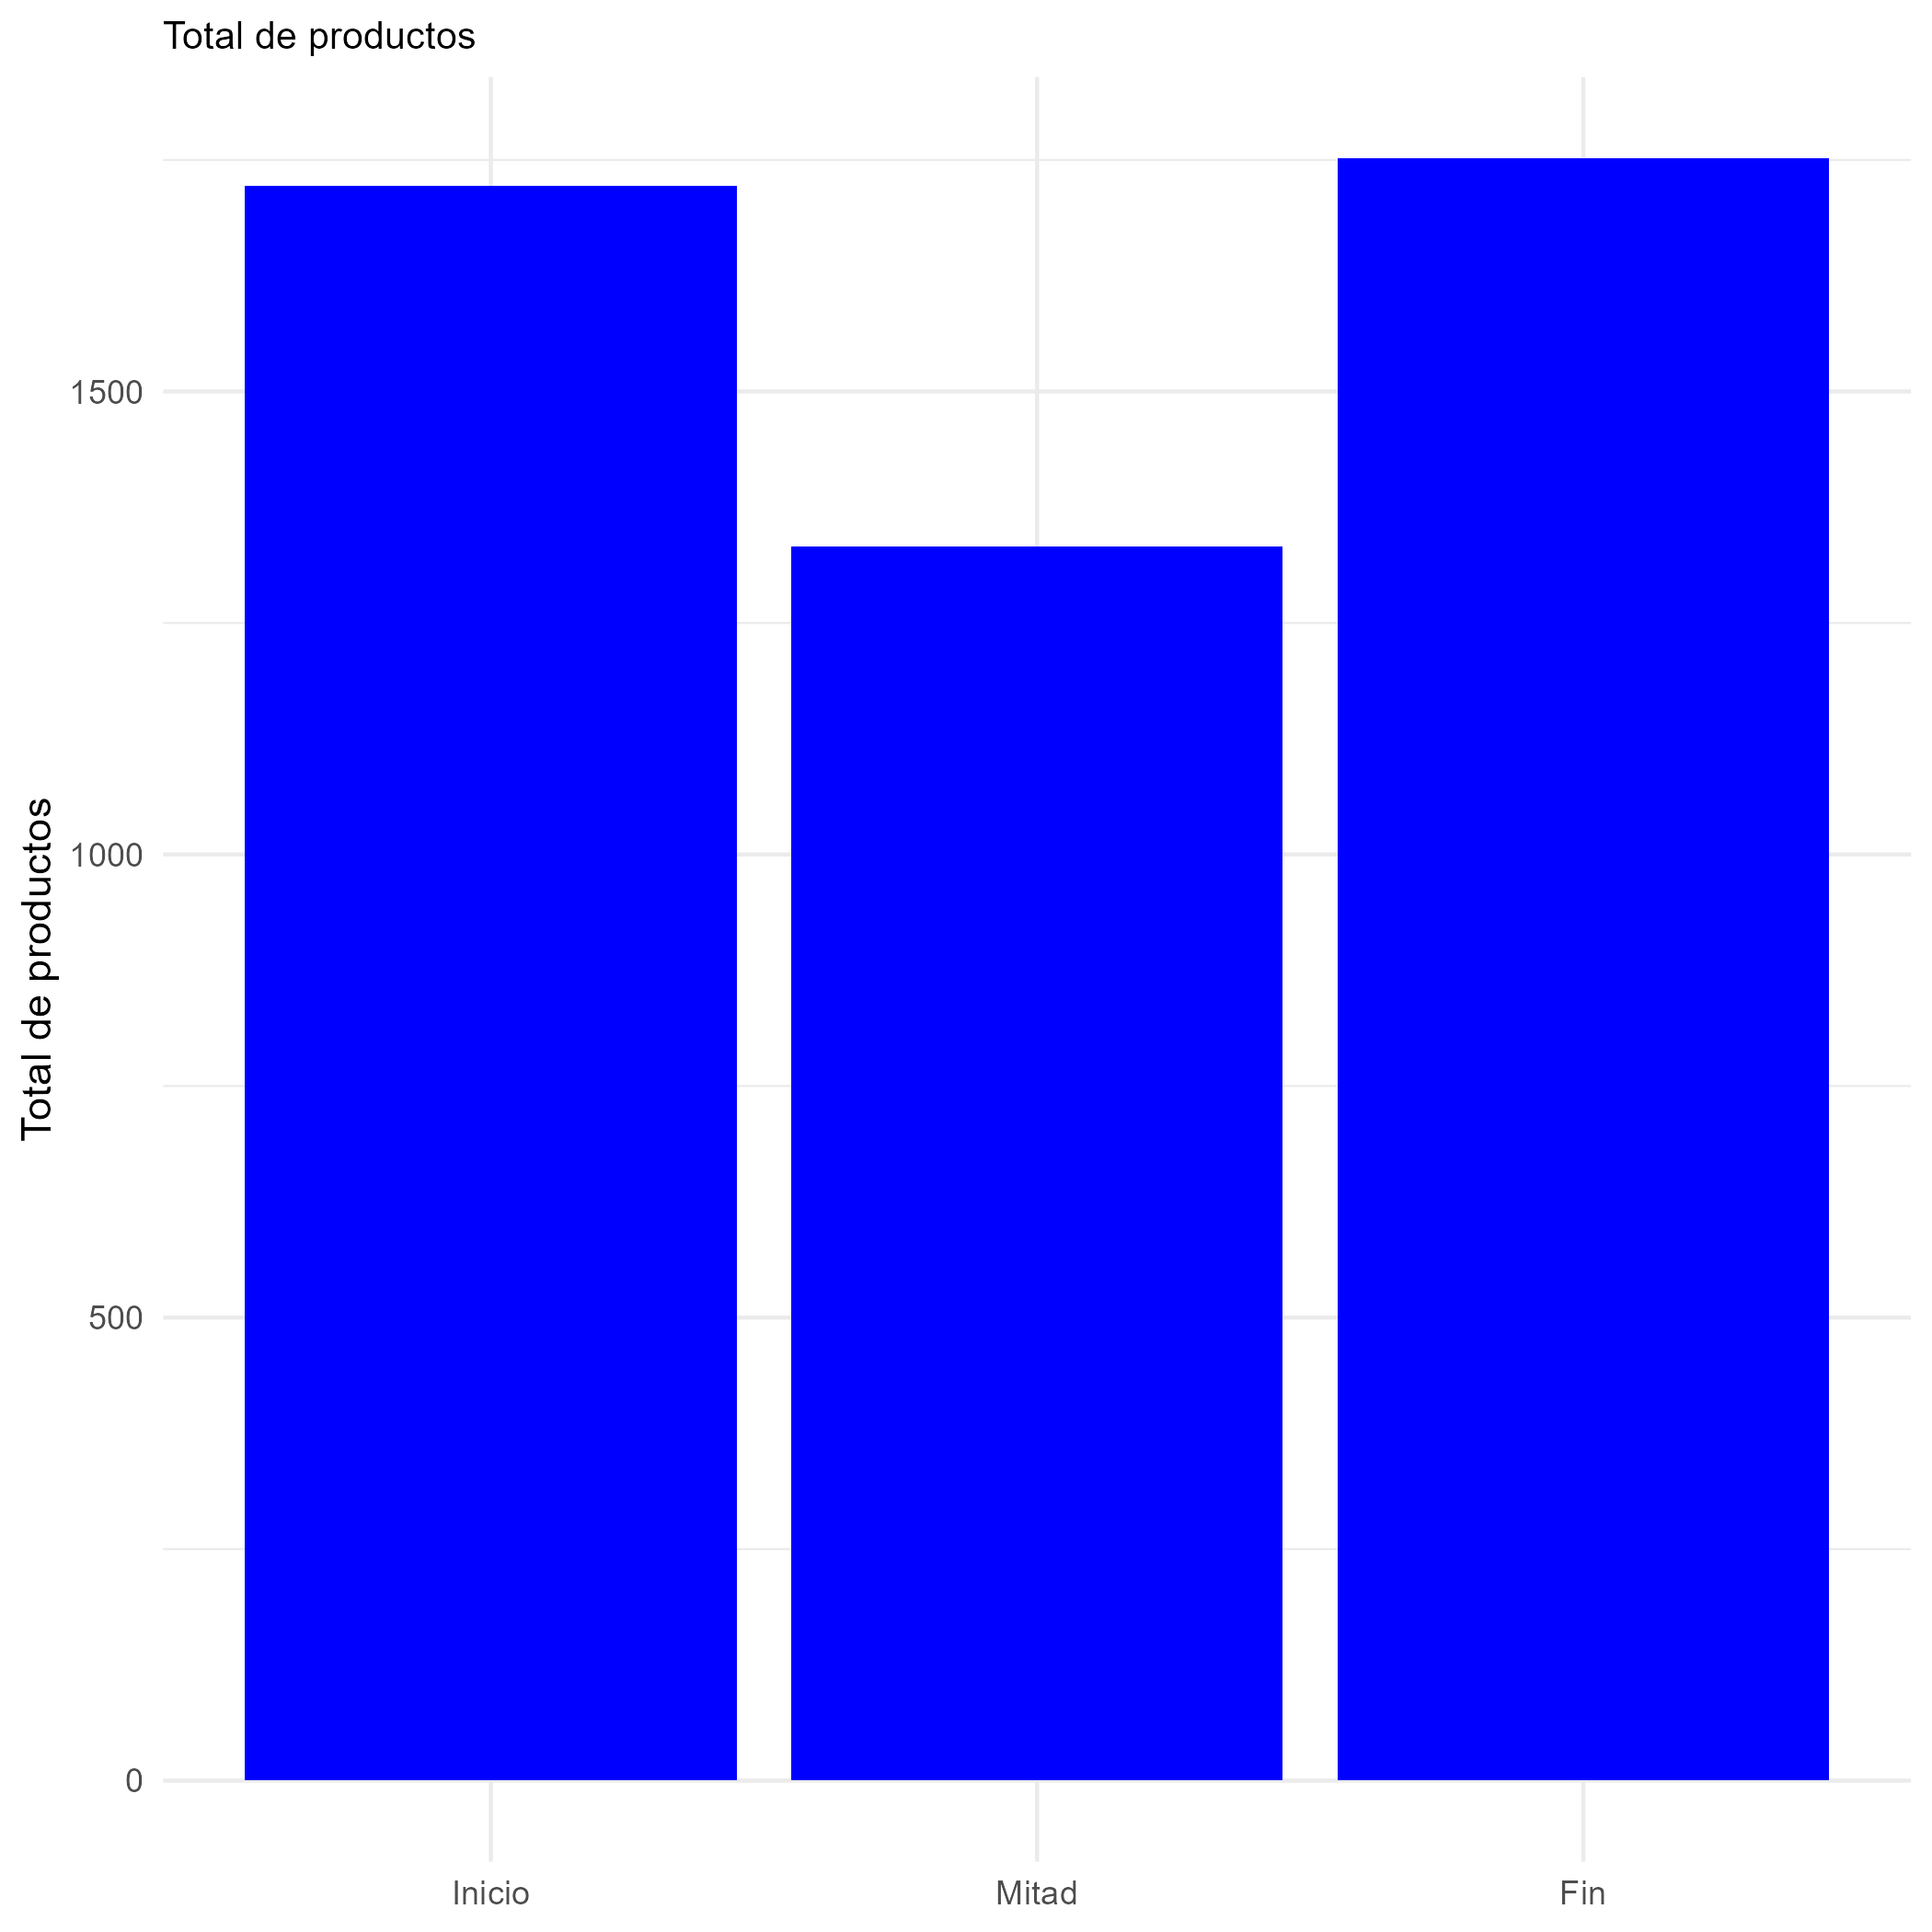 Total de productos
Total de productos
1500
1000
500
0
Inicio
Mitad
Fin